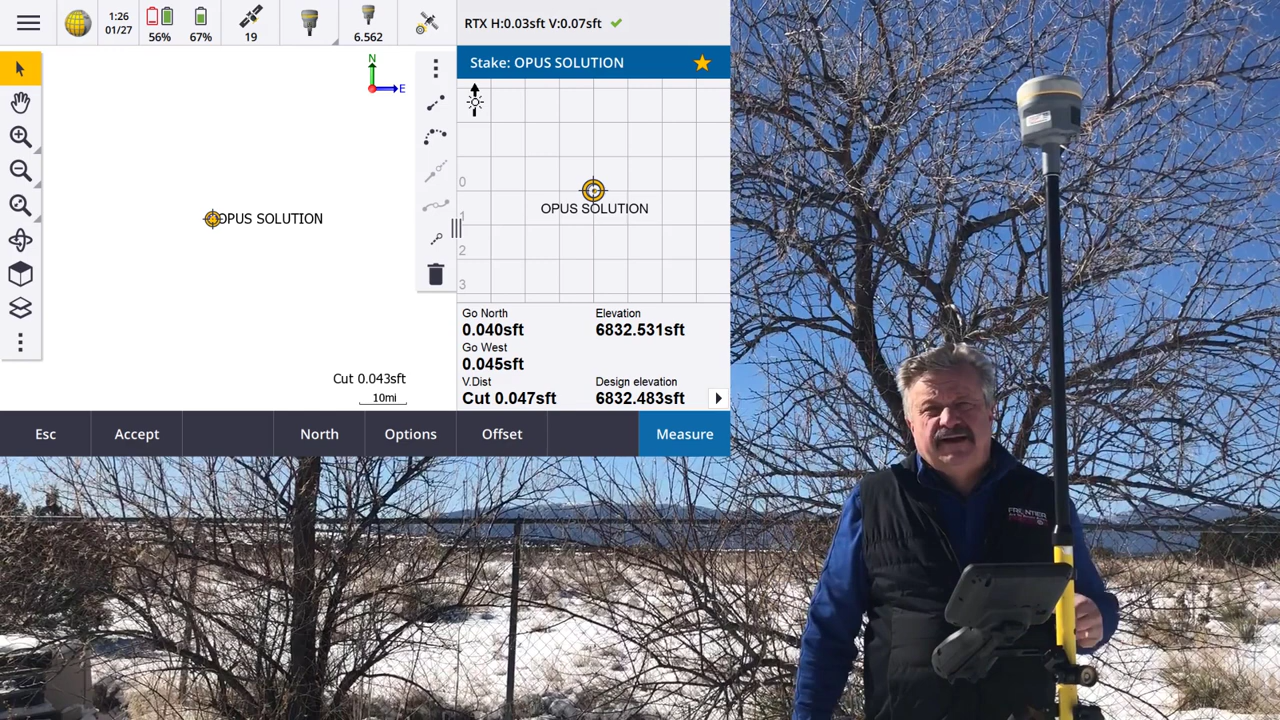 1:26
01/27
56%
67%
19
6.562
RTX H:0.03sft V:0.07sft
Stake: OPUS SOLUTION
N
E
OPUS SOLUTION
Cut 0.043sft
10mi
0
1
2
3
OPUS SOLUTION
Go North
0.040sft
Elevation
6832.531sft
Go West
0.045sft
V.Dist
Cut 0.047sft
Design elevation
6832.483sft
Esc
Accept
North
Options
Offset
Measure
FRONTIER